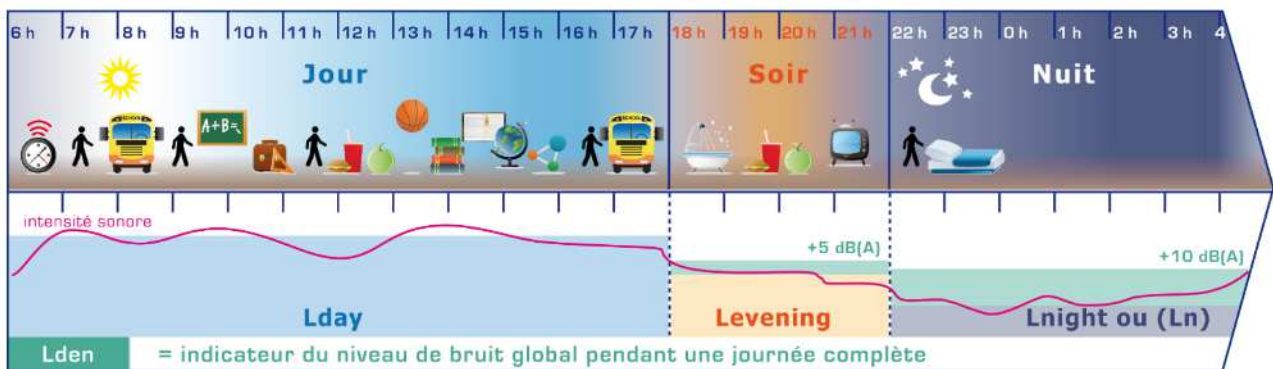 6 h 7 h 8 h 9 h 10 h 11 h 12 h 13 h 14 h 15 h 16 h 17 h 18 h 19 h 20 h 21 h 22 h 23 h 0 h 1 h 2 h 3 h 4
Jour Soir Nuit
A+B=
intensité sonore
+5 dB(A) +10 dB(A)
Lday Levening Lnight ou (Ln)
Lden = indicateur du niveau de bruit global pendant une journée complète